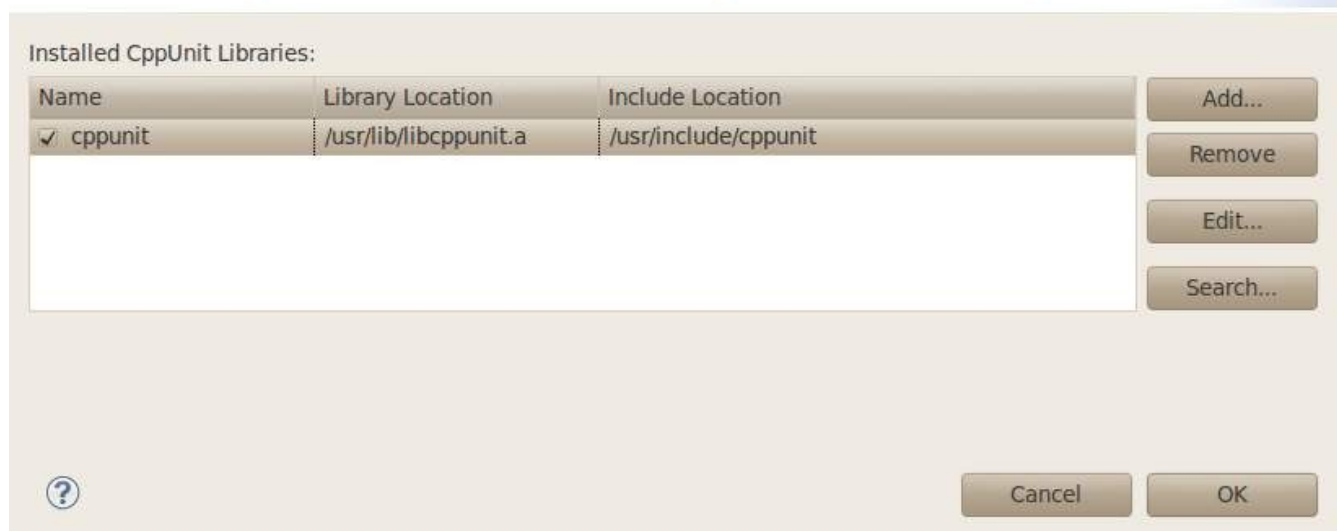 Installed CppUnit Libraries:
Name Library Location Include Location
cppunit /usr/lib/libcppunit.a /usr/include/cppunit
Add...
Remove
Edit...
Search...
?
Cancel OK